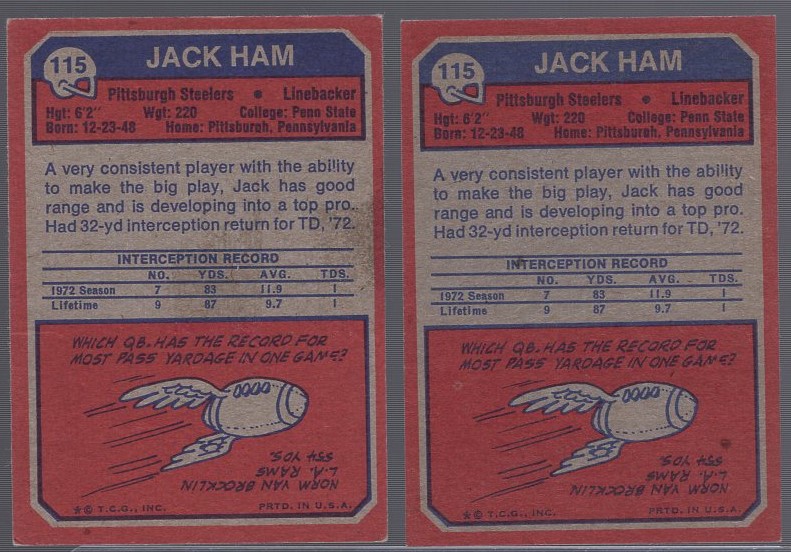 115
JACK HAM
Pittsburgh Steelers ● Linebacker
Hgt: 6'2" Wgt: 220 College: Penn State
Born: 12-23-48 Home: Pittsburgh, Pennsylvania
A very consistent player with the ability
to make the big play, Jack has good
range and is developing into a top pro.
Had 32-yd interception return for TD, '72.
INTERCEPTION RECORD
NO. YDS. AVG. TDS.
1972 Season 7 83 11.9 1
Lifetime 9 87 9.7 1
WHICH QB. HAS THE RECORD FOR
MOST PASS YARDAGE IN ONE GAME?
NORM VAN BROCKLIN
L.A. RAMS
554 YDS.
★ © T.C.G., INC. PRTD. IN U.S.A.
115
JACK HAM
Pittsburgh Steelers ● Linebacker
Hgt: 6'2" Wgt: 220 College: Penn State
Born: 12-23-48 Home: Pittsburgh, Pennsylvania
A very consistent player with the ability
to make the big play, Jack has good
range and is developing into a top pro.
Had 32-yd interception return for TD, '72.
INTERCEPTION RECORD
NO. YDS. AVG. TDS.
1972 Season 7 83 11.9 1
Lifetime 9 87 9.7 1
WHICH QB. HAS THE RECORD FOR
MOST PASS YARDAGE IN ONE GAME?
NORM VAN BROCKLIN
L.A. RAMS
554 YDS.
★ © T.C.G., INC. PRTD. IN U.S.A.